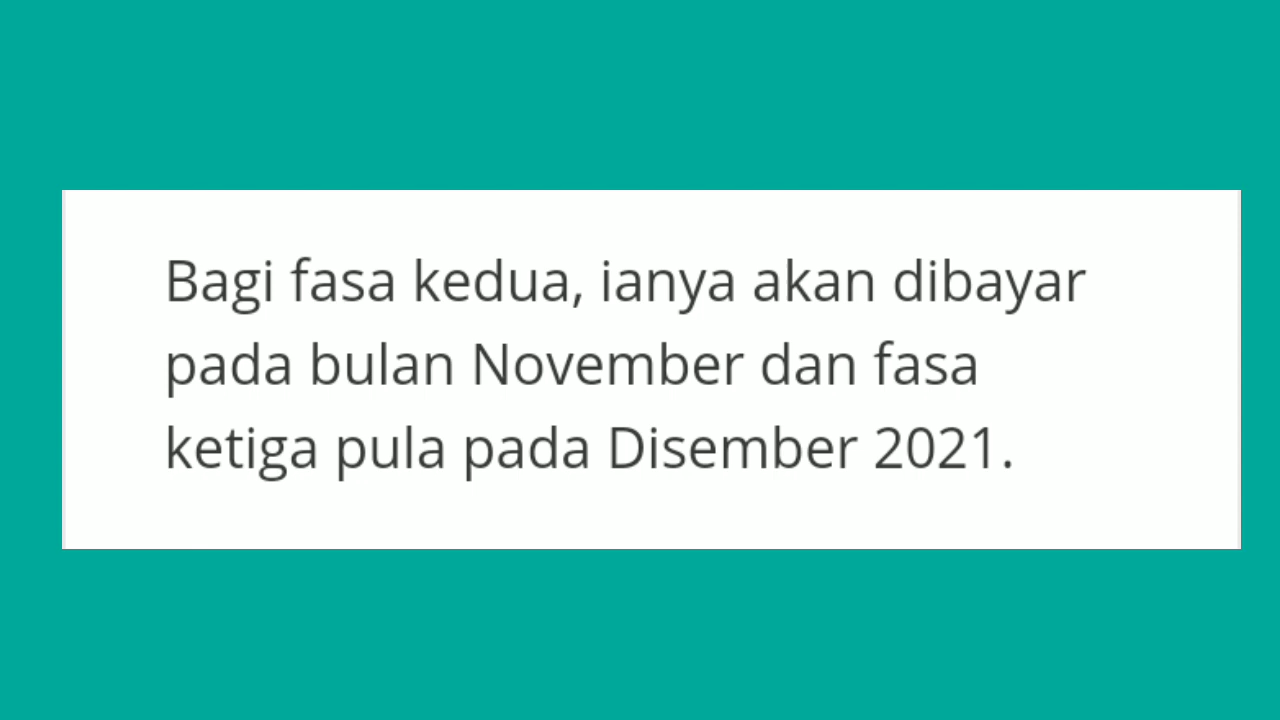 Bagi fasa kedua, ianya akan dibayar
pada bulan November dan fasa
ketiga pula pada Disember 2021.